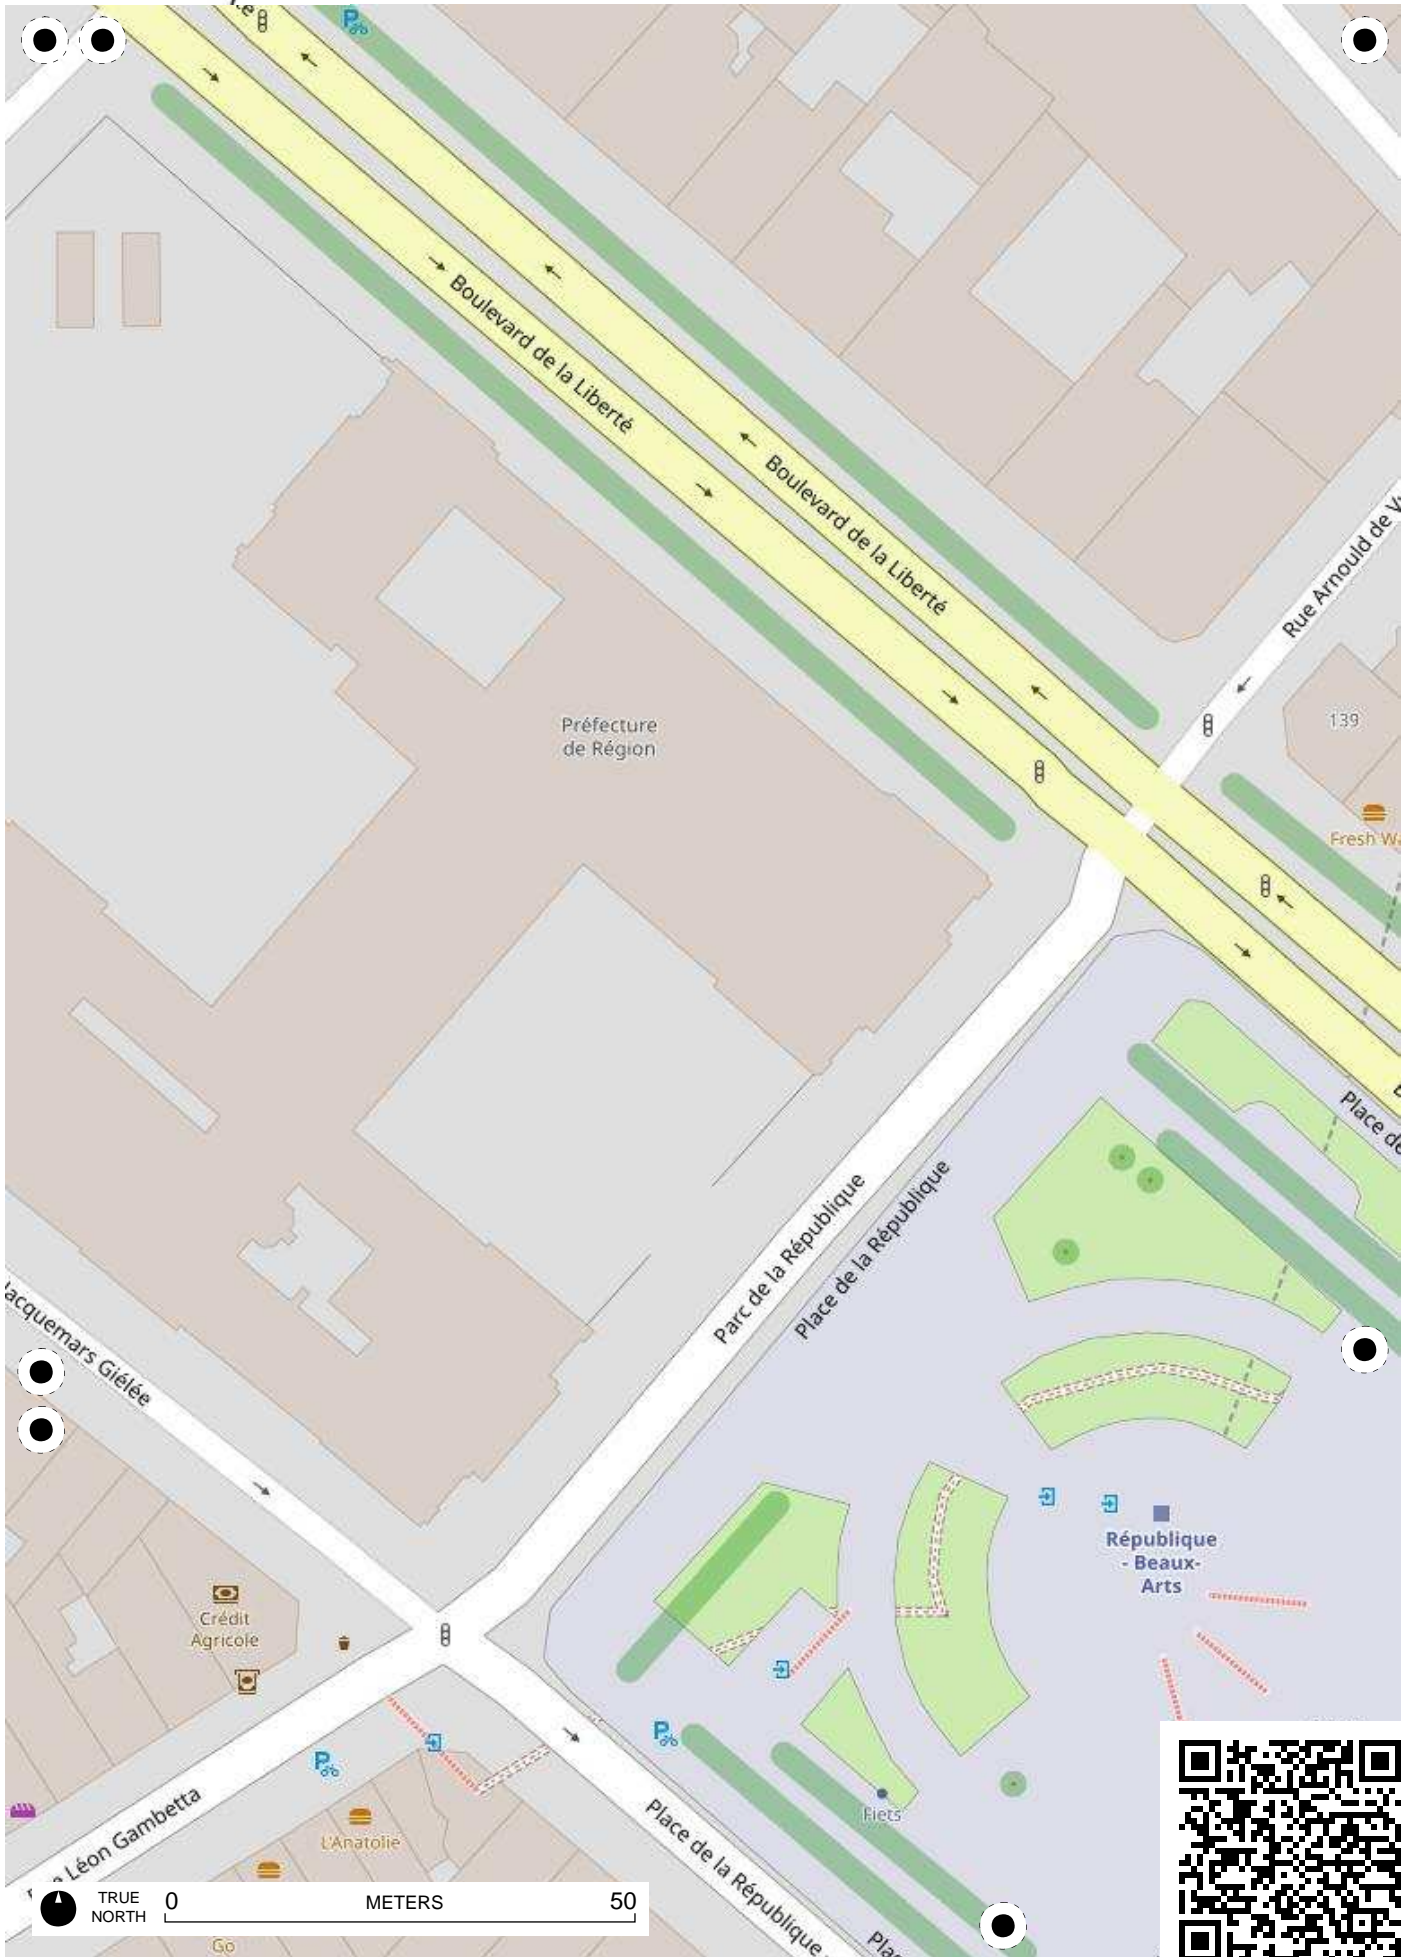 Boulevard de la Liberté
Boulevard de la Liberté
Rue Arnould de
139
Fresh
Préfecture
de Région
Place de
Parc de la République
Place de la République
Jacquemars Giélée
République
- Beaux-
Arts
Crédit
Agricole
Fiets
L'Anatolie
Léon Gambetta
Place de la République
TRUE
NORTH
0
METERS
50
Go